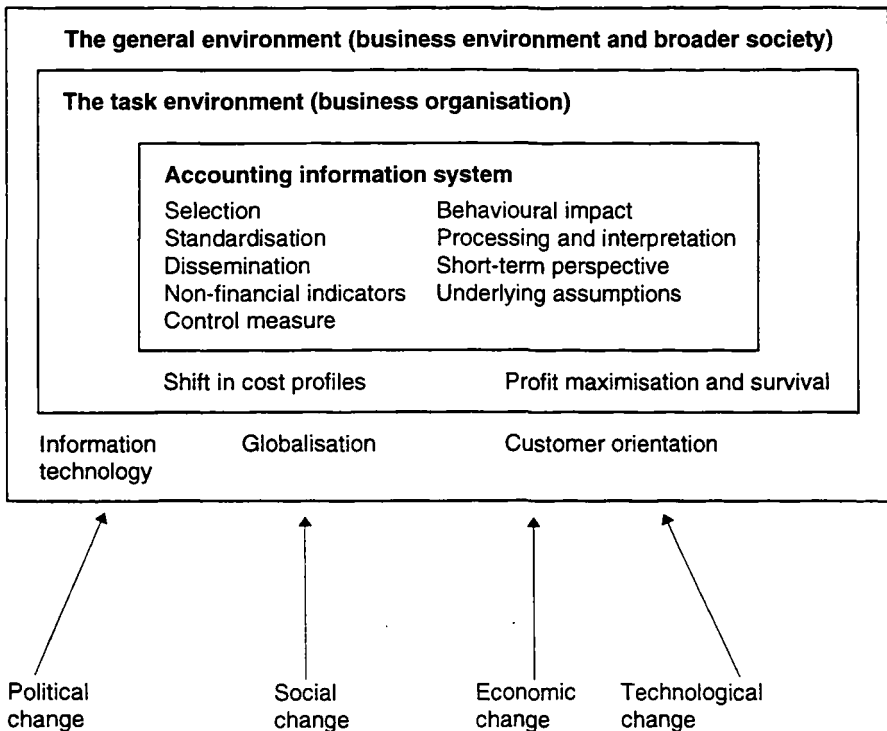 The general environment (business environment and broader society)
The task environment (business organisation)
Accounting information system
Selection
Behavioural impact
Standardisation
Processing and interpretation
Dissemination
Short-term perspective
Non-financial indicators
Underlying assumptions
Control measure
Shift in cost profiles
Profit maximisation and survival
Information
technology
Globalisation
Customer orientation
Political
change
Social
change
Economic
change
Technological
change